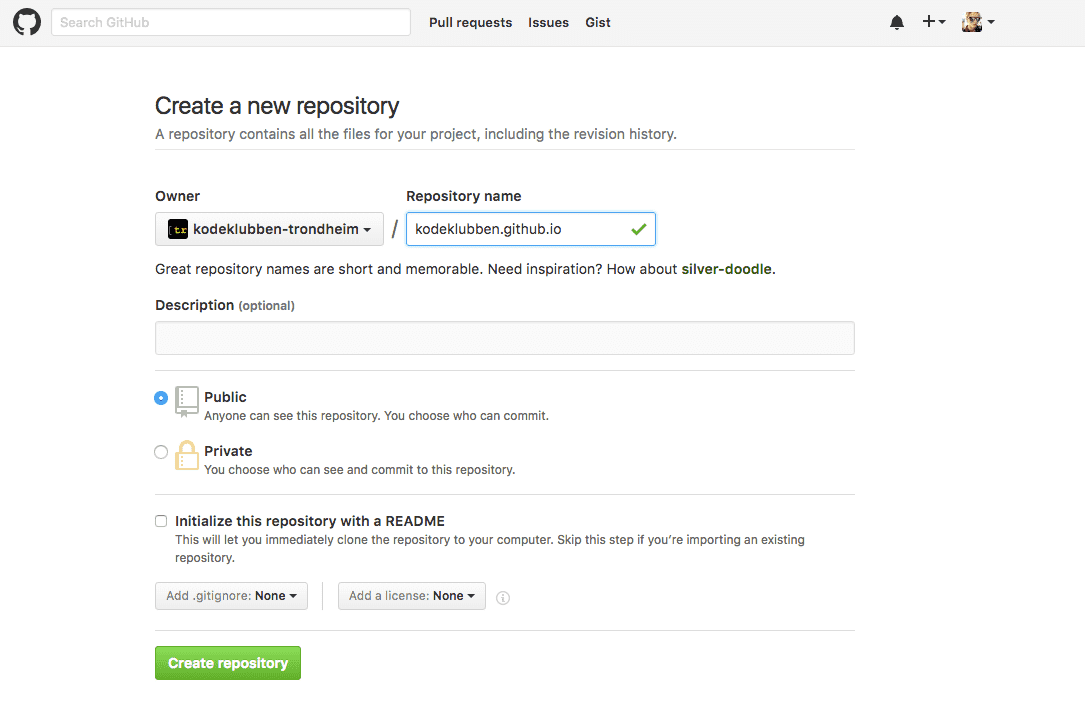 Search GitHub Pull requests Issues Gist
Create a new repository
A repository contains all the files for your project, including the revision history.
Owner Repository name
[tr kodeklubben-trondheim / kodeklubben.github.io
Great repository names are short and memorable. Need inspiration? How about silver-doodle.
Description (optional)
Public
Anyone can see this repository. You choose who can commit.
Private
You choose who can see and commit to this repository.
Initialize this repository with a README
This will let you immediately clone the repository to your computer. Skip this step if you’re importing an existing
repository.
Add .gitignore: None Add a license: None
Create repository